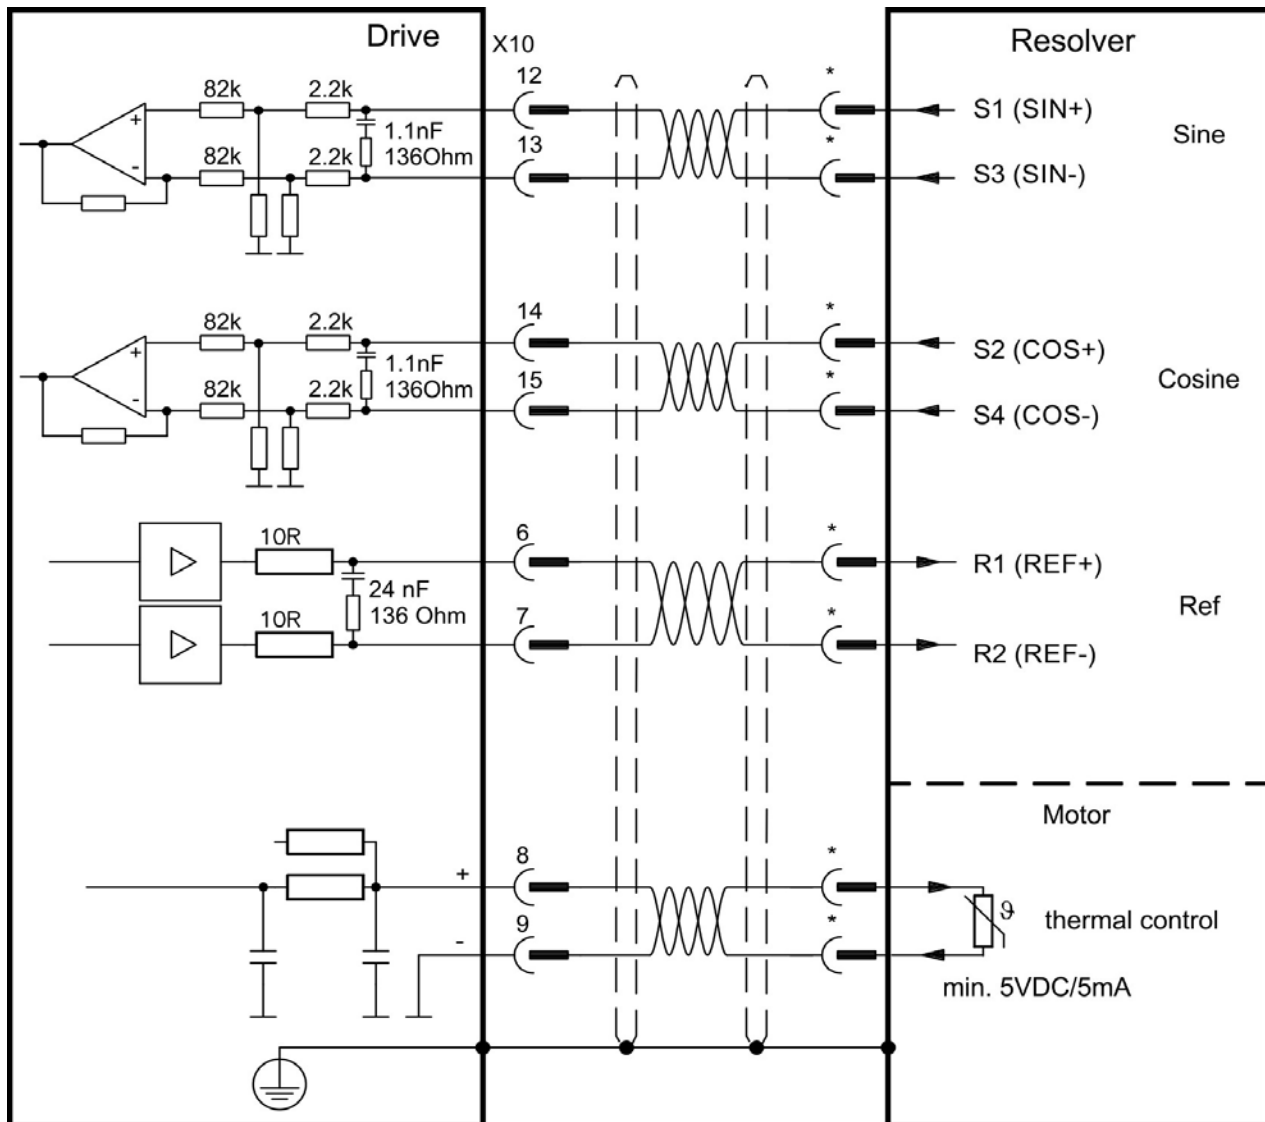 Drive
X10
Resolver
82k
2.2k
12
*
S1 (SIN+)
+
1.1nF
136Ohm
Sine
-
82k
2.2k
13
*
S3 (SIN-)
82k
2.2k
14
*
S2 (COS+)
+
1.1nF
136Ohm
Cosine
-
82k
2.2k
15
*
S4 (COS-)
10R
6
*
R1 (REF+)
24 nF
136 Ohm
Ref
10R
7
*
R2 (REF-)
Motor
+
8
*
ϑ
thermal control
-
9
*
min. 5VDC/5mA